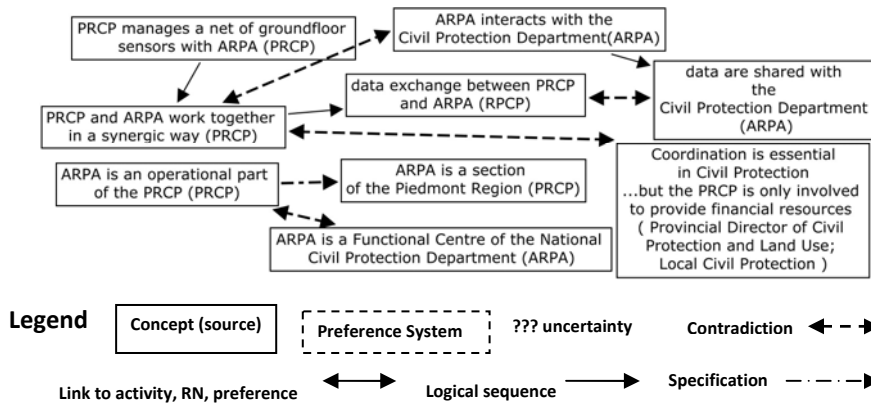 PRCP manages a net of groundfloor
sensors with ARPA (PRCP)
ARPA interacts with the
Civil Protection Department(ARPA)
data exchange between PRCP
and ARPA (RPCP)
data are shared with
the
Civil Protection Department
(ARPA)
PRCP and ARPA work together
in a synergic way (PRCP)
ARPA is an operational part
of the PRCP (PRCP)
ARPA is a section
of the Piedmont Region (PRCP)
Coordination is essential
in Civil Protection
...but the PRCP is only involved
to provide financial resources
( Provincial Director of Civil
Protection and Land Use;
Local Civil Protection )
ARPA is a Functional Centre of the National
Civil Protection Department (ARPA)
Legend
Concept (source)
Preference System
??? uncertainty
Contradiction
Link to activity, RN, preference
Logical sequence
Specification